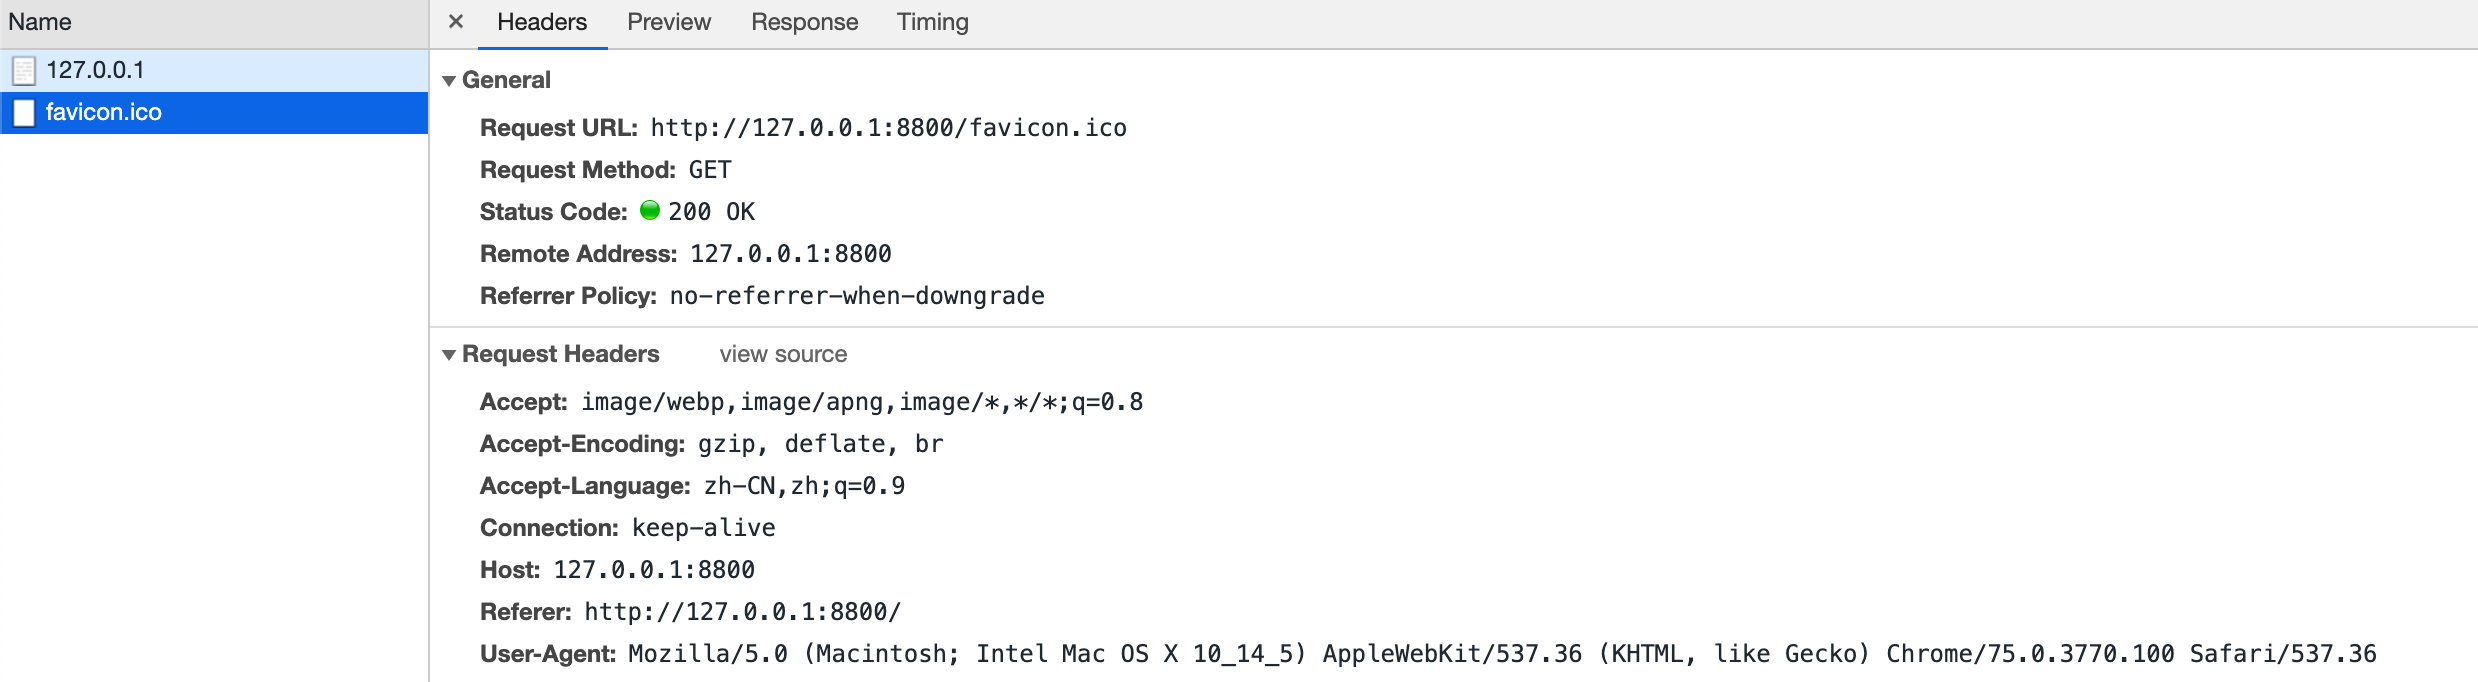 Name
127.0.0.1
favicon.ico
× Headers Preview Response Timing
▼ General
Request URL: http://127.0.0.1:8800/favicon.ico
Request Method: GET
Status Code: 200 OK
Remote Address: 127.0.0.1:8800
Referrer Policy: no-referrer-when-downgrade
▼ Request Headers view source
Accept: image/webp,image/apng,image/*,*/*;q=0.8
Accept-Encoding: gzip, deflate, br
Accept-Language: zh-CN,zh;q=0.9
Connection: keep-alive
Host: 127.0.0.1:8800
Referer: http://127.0.0.1:8800/
User-Agent: Mozilla/5.0 (Macintosh; Intel Mac OS X 10_14_5) AppleWebKit/537.36 (KHTML, like Gecko) Chrome/75.0.3770.100 Safari/537.36